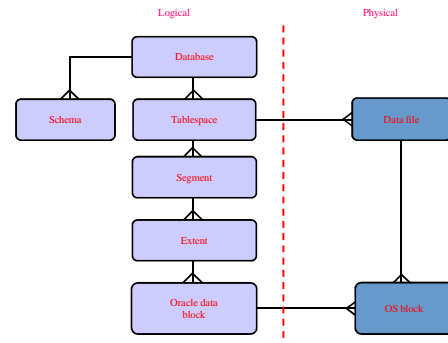 Logical
Physical
Database
Schema
Tablespace
Data file
Segment
Extent
Oracle data
block
OS block